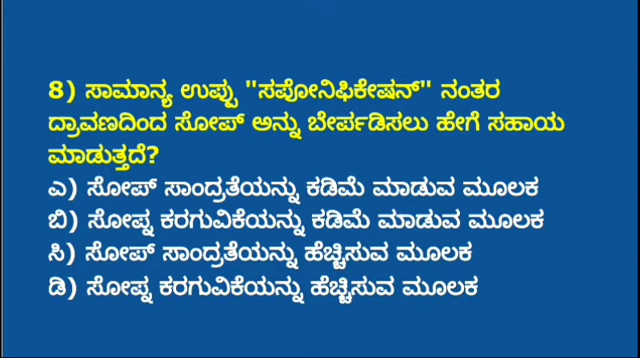 8) ಸಾಮಾನ್ಯ ಉಪ್ಪು "ಸಪೋನಿಫಿಕೇಷನ್" ನಂತರ
ದ್ರಾವಣದಿಂದ ಸೋಪ್ ಅನ್ನು ಬೇರ್ಪಡಿಸಲು ಹೇಗೆ ಸಹಾಯ
ಮಾಡುತ್ತದೆ?
ಎ) ಸೋಪ್ ಸಾಂದ್ರತೆಯನ್ನು ಕಡಿಮೆ ಮಾಡುವ ಮೂಲಕ
ಬಿ) ಸೋಪ್ನ ಕರಗುವಿಕೆಯನ್ನು ಕಡಿಮೆ ಮಾಡುವ ಮೂಲಕ
ಸಿ) ಸೋಪ್ ಸಾಂದ್ರತೆಯನ್ನು ಹೆಚ್ಚಿಸುವ ಮೂಲಕ
ಡಿ) ಸೋಪ್ನ ಕರಗುವಿಕೆಯನ್ನು ಹೆಚ್ಚಿಸುವ ಮೂಲಕ